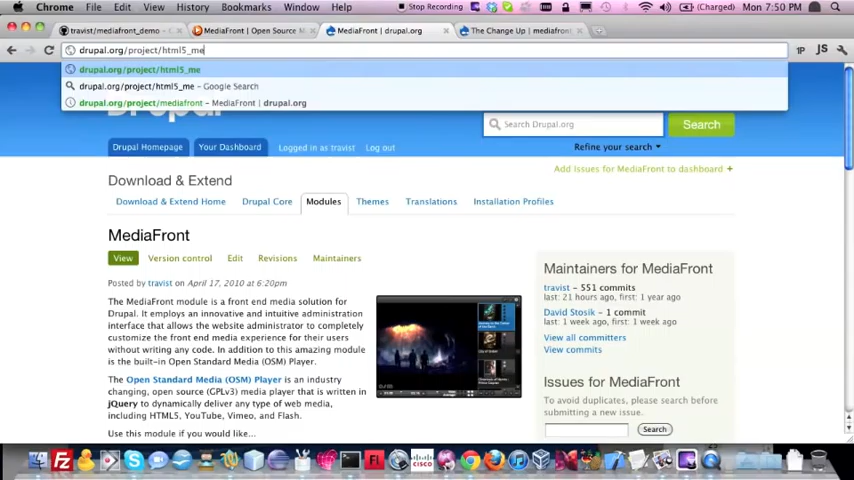 Chrome File Edit View History Bookmarks Window Help Stop Recording (Charged) Mon 7:50 PM
travist/mediafront_demo - MediaFront | Open Source M MediaFront | drupal.org The Change Up | mediafront
drupal.org/project/html5_me
drupal.org/project/html5_me
drupal.org/project/html5_me - Google Search
drupal.org/project/mediafront - MediaFront | drupal.org
Drupal
Search Drupal.org Search
Drupal Homepage Your Dashboard Logged in as travist Log out Refine your search
Add Issues for MediaFront to dashboard +
Download & Extend
Download & Extend Home Drupal Core Modules Themes Translations Installation Profiles
MediaFront
View Version control Edit Revisions Maintainers
Posted by travist on April 17, 2010 at 6:20pm
The MediaFront module is a front end media solution for
Drupal. It employs an innovative and intuitive administration
interface that allows the website administrator to completely
customize the front end media experience for their users
without writing any code. In addition to this amazing module
is the built-in Open Standard Media (OSM) Player.
The Open Standard Media (OSM) Player is an industry
changing, open source (GPLv3) media player that is written in
jQuery to dynamically deliver any type of web media,
including HTML5, YouTube, Vimeo, and Flash.
Use this module if you would like...
Maintainers for MediaFront
travist - 551 commits
last: 21 hours ago, first: 1 year ago
David Stosik - 1 commit
last: 1 week ago, first: 1 week ago
View all committers
View commits
Issues for MediaFront
To avoid duplicates, please search before
submitting a new issue.
Search